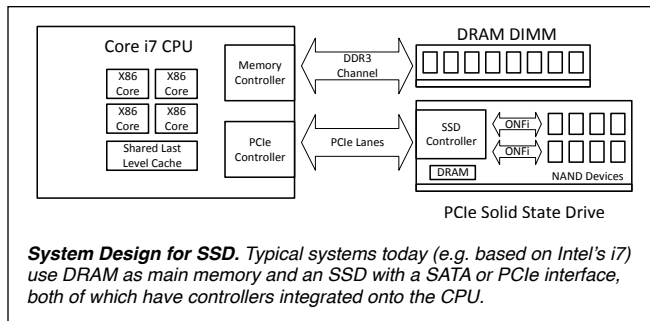 Core i7 CPU
X86
Core
X86
Core
X86
Core
X86
Core
Shared Last
Level Cache
Memory
Controller
PCIe
Controller
DDR3
Channel
PCIe Lanes
DRAM DIMM
SSD
Controller
DRAM
ONFi
ONFi
NAND Devices
PCIe Solid State Drive
System Design for SSD. Typical systems today (e.g. based on Intel's i7)
use DRAM as main memory and an SSD with a SATA or PCIe interface,
both of which have controllers integrated onto the CPU.